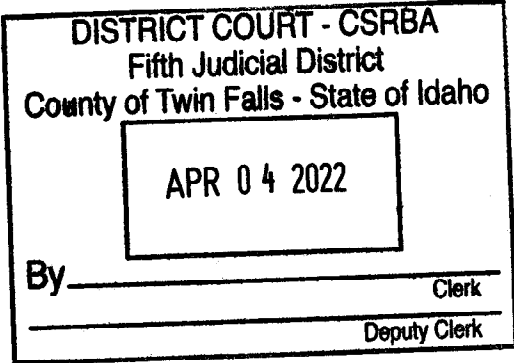 DISTRICT COURT - CSRBA
Fifth Judicial District
County of Twin Falls - State of Idaho
APR 04 2022
By
Clerk
Deputy Clerk